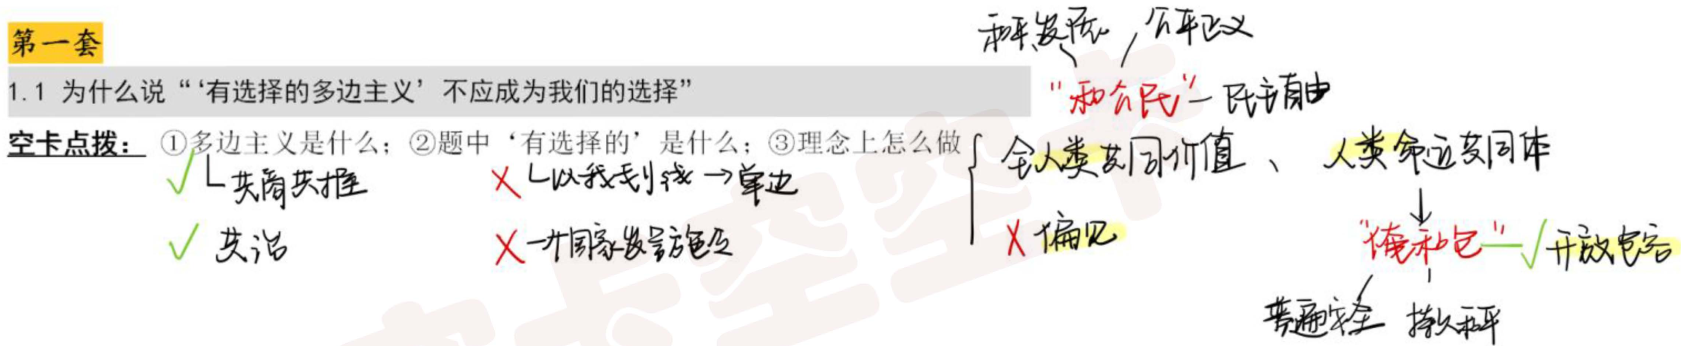 第一套
和平、发展 公平正义
1.1 为什么说“‘有选择的多边主义’不应成为我们的选择”
“和公民”—民主自由
空卡点拨：①多边主义是什么；②题中‘有选择的’是什么；③理念上怎么做
全人类共同价值、人类命运共同体
√ 共商共建 × 以我划线→单边
√ 共治 × 一个国家发号施令
× 偏见
“俺和包”—√开放包容
普遍安全 持久和平
空卡空空卡